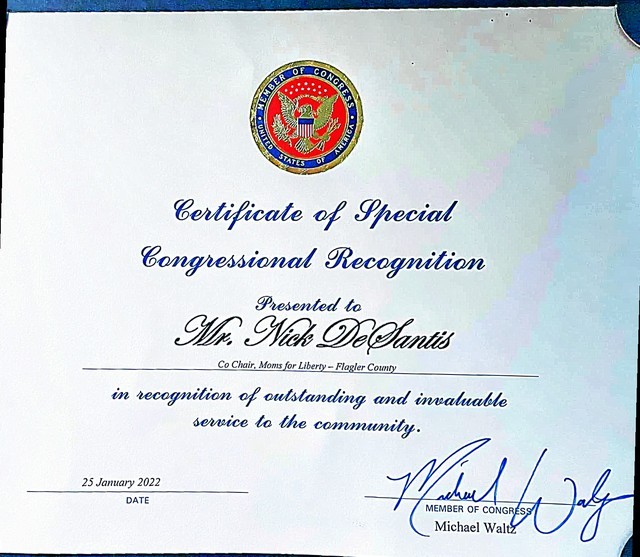 MEMBER OF CONGRESS
UNITED STATES OF AMERICA
Certificate of Special
Congressional Recognition
Presented to
Mr. Nick DeSantis
Co Chair, Moms for Liberty – Flagler County
in recognition of outstanding and invaluable
service to the community.
25 January 2022
DATE
Michael Waltz
MEMBER OF CONGRESS
Michael Waltz